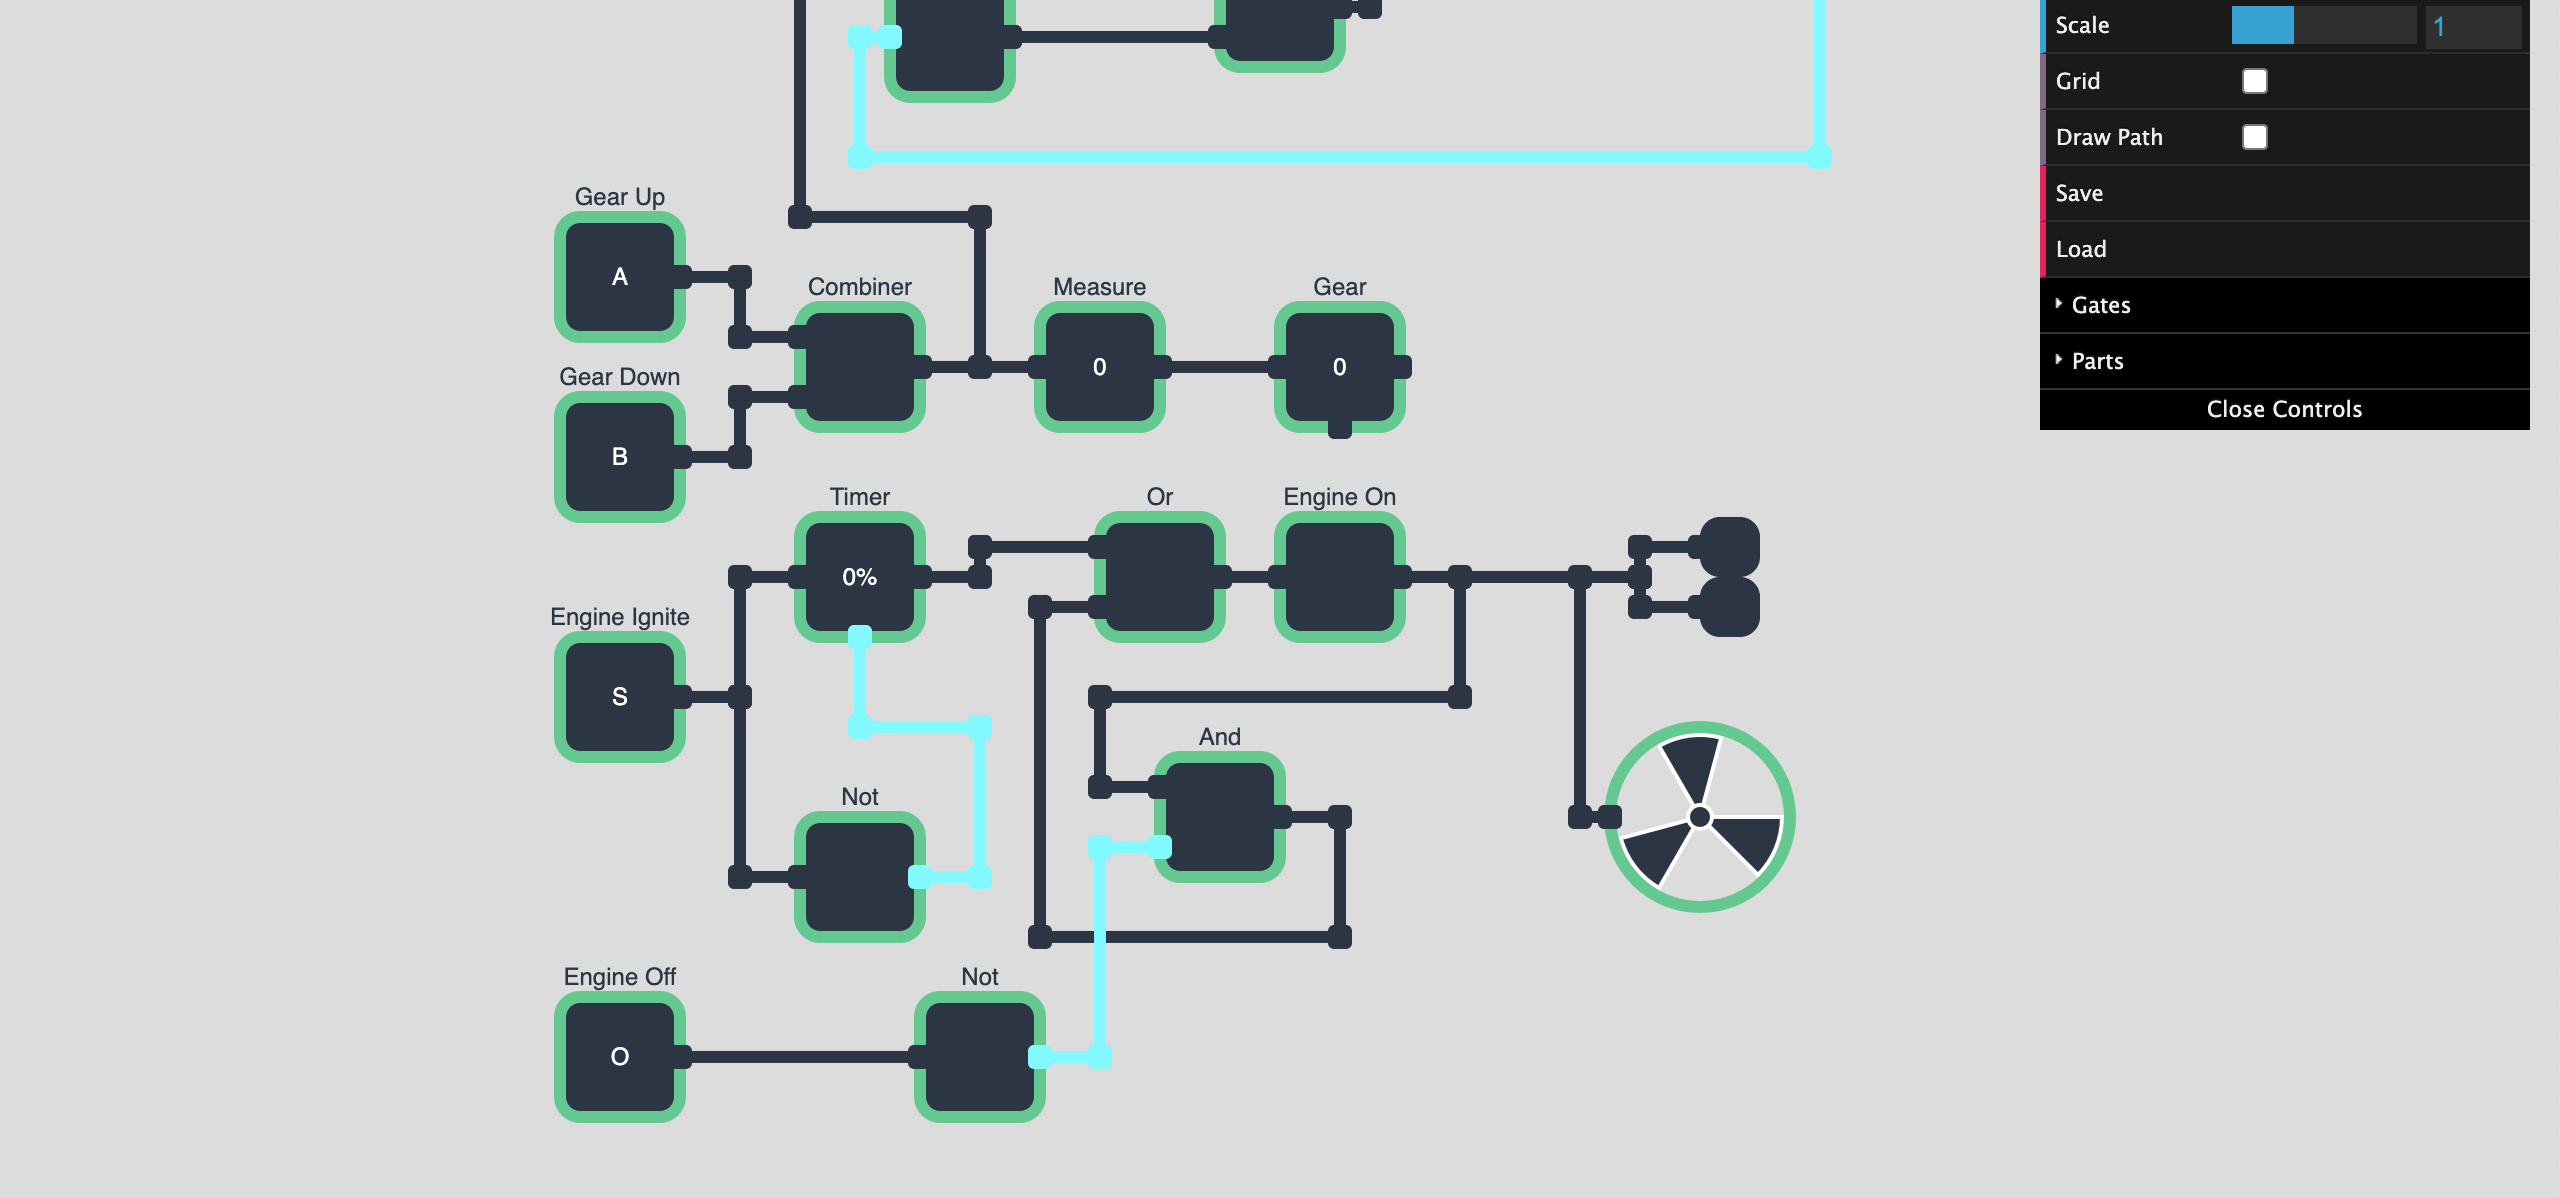 Scale
1
Grid
Draw Path
Save
Load
Gates
Parts
Close Controls
Gear Up
A
Gear Down
B
Combiner
Measure
0
Gear
0
Timer
0%
Or
Engine On
Engine Ignite
S
And
Not
Engine Off
O
Not